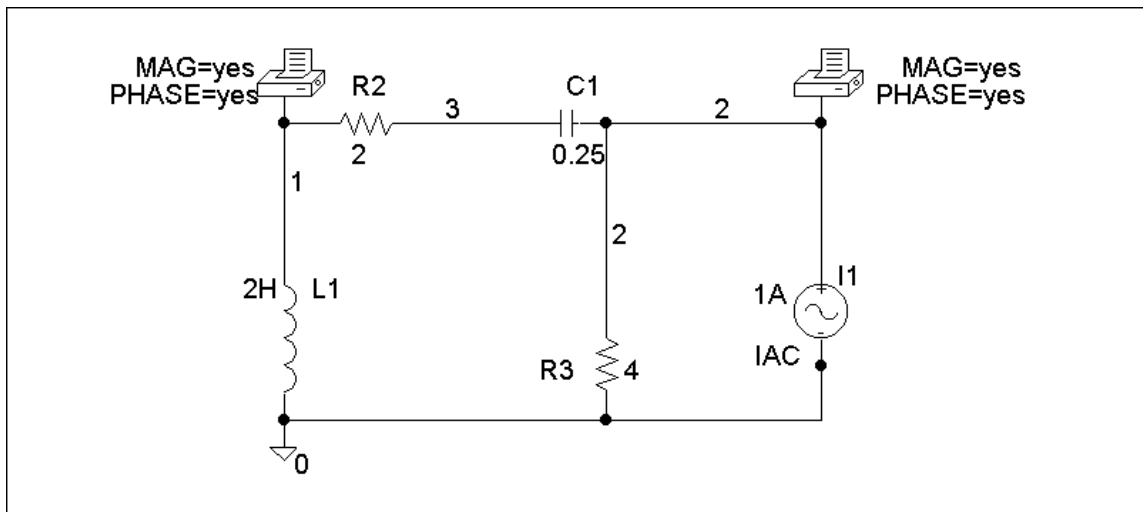 MAG=yes
PHASE=yes
R2
2
3
C1
0.25
2
MAG=yes
PHASE=yes
1
2
2H
L1
1A
I1
IAC
R3
4
0